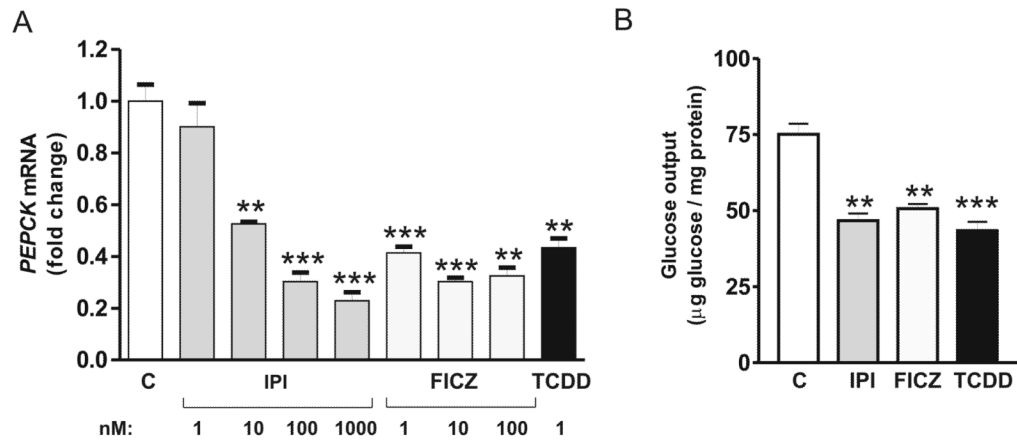 A
PEPCK mRNA
(fold change)
1.2
1.0
0.8
0.6
0.4
0.2
0.0
**
***
***
***
***
**
**
C
IPI
FICZ
TCDD
nM:
1
10
100
1000
1
10
100
1
B
Glucose output
(μg glucose / mg protein)
100
75
50
25
0
**
**
***
C
IPI
FICZ
TCDD